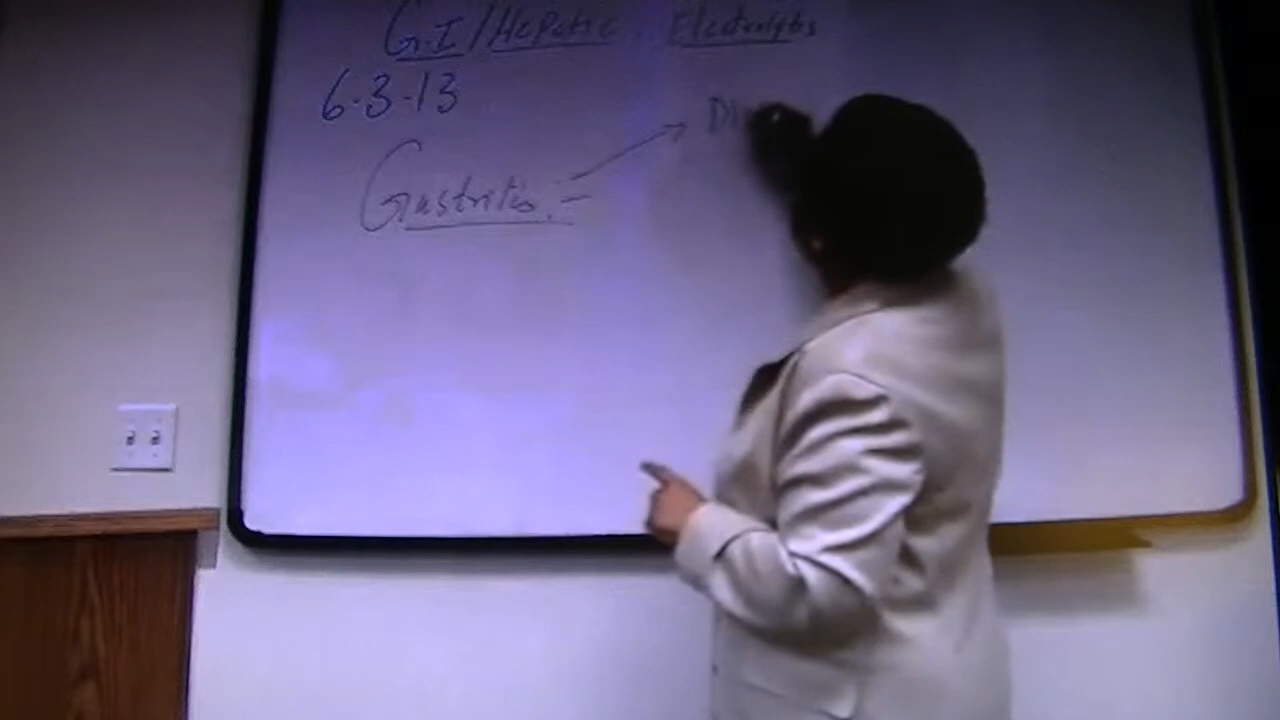 G.I/Hepatic, Electrolytes
6-3-13
Gastritis. -